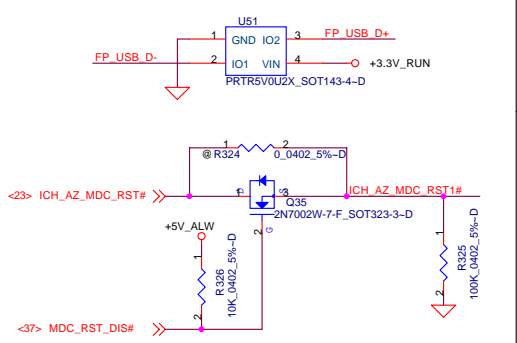 U51
1 GND IO2 3 FP_USB_D+
FP_USB_D- 2 IO1 VIN 4 +3.3V_RUN
PRTR5V0U2X_SOT143-4~D
1 2
@ R324 0_0402_5%~D
<23> ICH_AZ_MDC_RST# 1 D S 3 ICH_AZ_MDC_RST1#
Q35
2N7002W-7-F_SOT323-3~D
+5V_ALW
2 G
1 R326 10K_0402_5%~D 2
1 R325 100K_0402_5%~D 2
<37> MDC_RST_DIS#